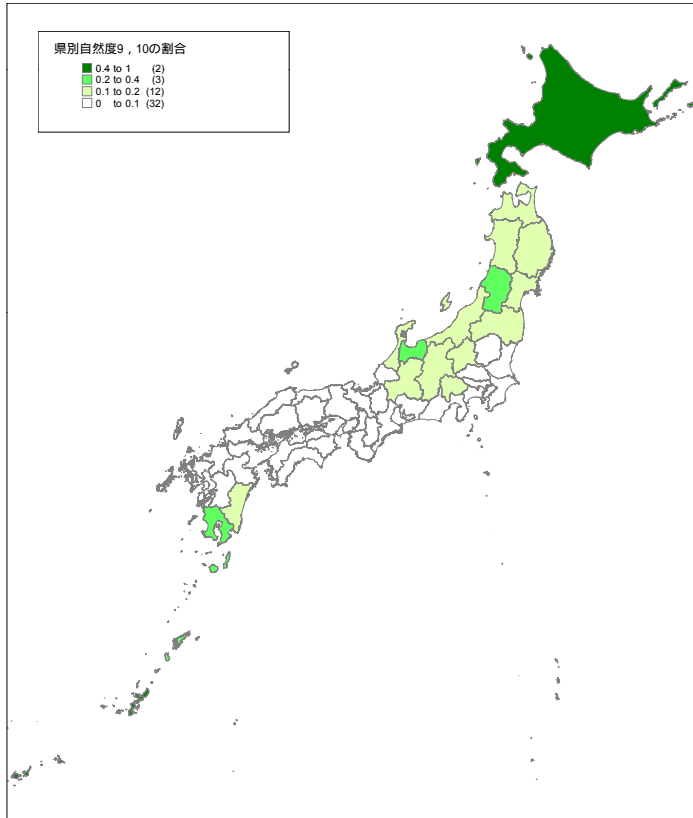 県別自然度9，10の割合
0.4 to 1 (2)
0.2 to 0.4 (3)
0.1 to 0.2 (12)
0 to 0.1 (32)